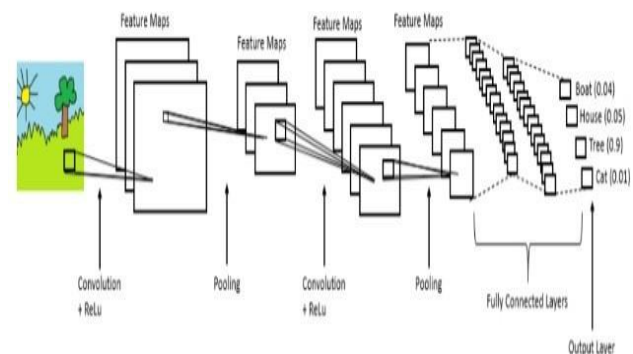 Feature Maps
Feature Maps
Feature Maps
Feature Maps
Boat (0.04)
House (0.05)
Tree (0.9)
Cat (0.01)
Convolution
+ ReLu
Pooling
Convolution
+ ReLu
Pooling
Fully Connected Layers
Output Layer